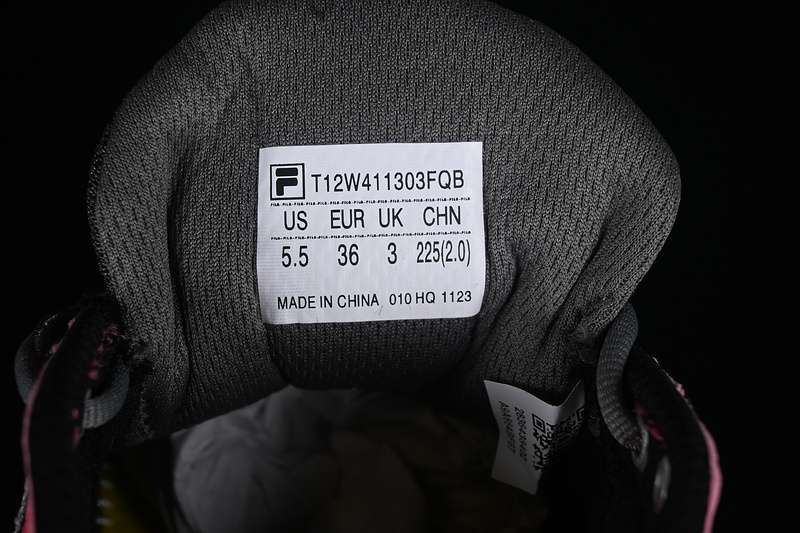 F T12W411303FQB
US EUR UK CHN
5.5 36 3 225(2.0)
MADE IN CHINA 010 HQ 1123